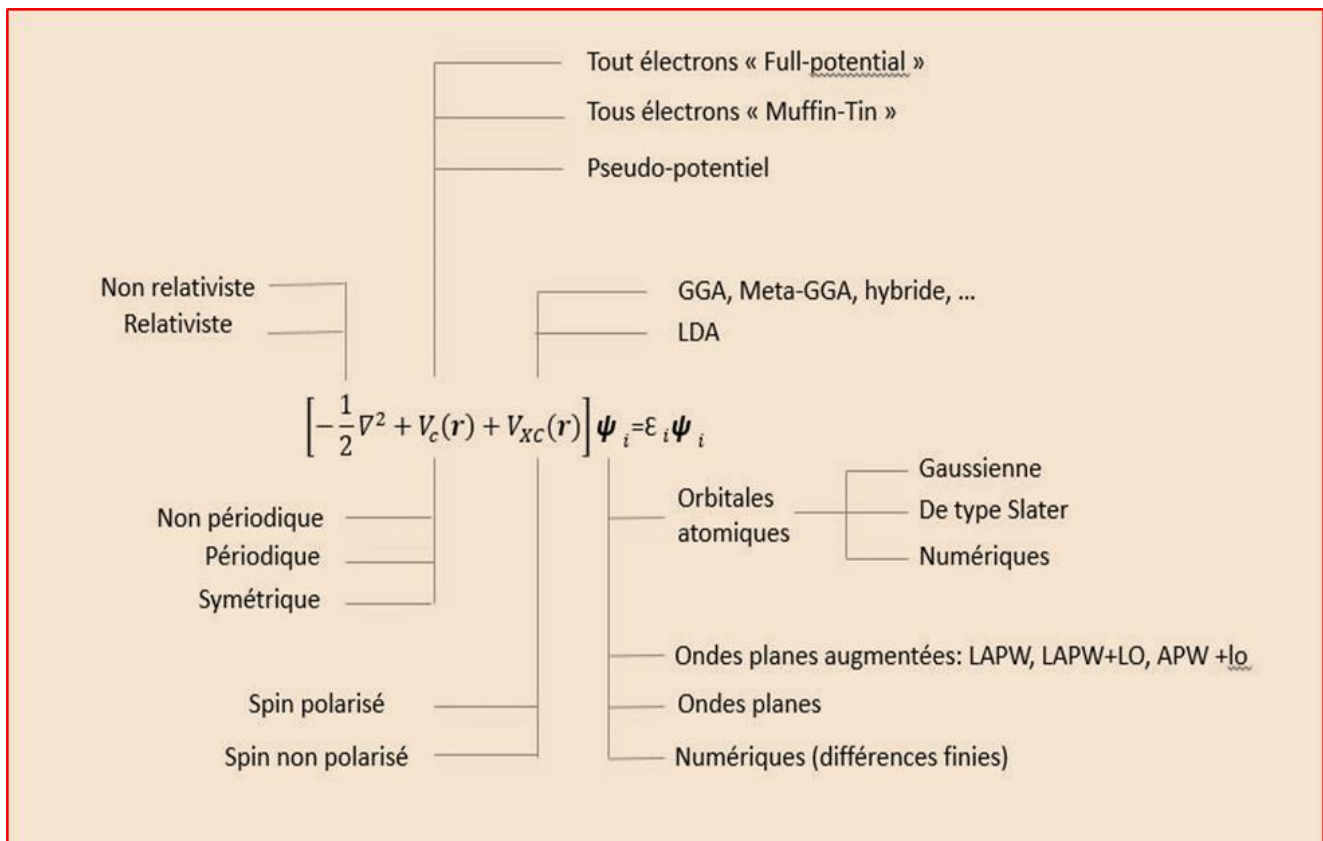 Tout électrons « Full-potential »
Tous électrons « Muffin-Tin »
Pseudo-potentiel
Non relativiste
Relativiste
GGA, Meta-GGA, hybride, ...
LDA
[-1/2 ∇² + V_c(r) + V_XC(r)] ψ_i=Ɛ_i ψ_i
Non périodique
Périodique
Symétrique
Orbitales
atomiques
Gaussienne
De type Slater
Numériques
Spin polarisé
Spin non polarisé
Ondes planes augmentées: LAPW, LAPW+LO, APW +lo
Ondes planes
Numériques (différences finies)